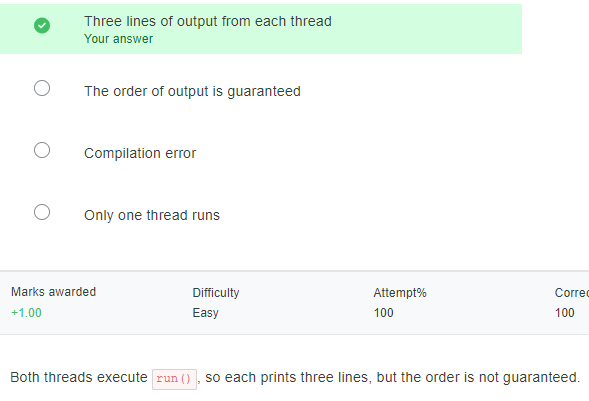 Three lines of output from each thread
Your answer
The order of output is guaranteed
Compilation error
Only one thread runs
Marks awarded Difficulty Attempt%
+1.00 Easy 100 100
Both threads execute run(), so each prints three lines, but the order is not guaranteed.